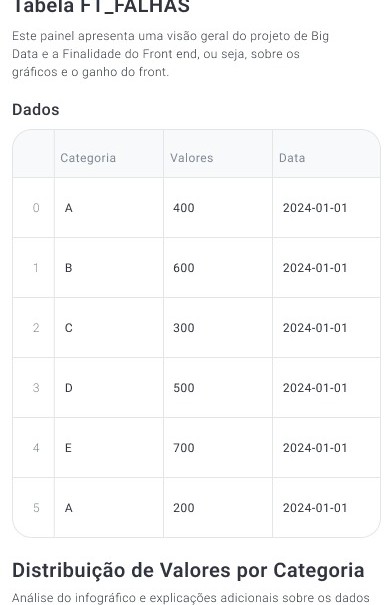 Tabela FT_FALHAS
Este painel apresenta uma visão geral do projeto de Big
Data e a Finalidade do Front end, ou seja, sobre os
gráficos e o ganho do front.
Dados
Categoria Valores Data
0 A 400 2024-01-01
1 B 600 2024-01-01
2 C 300 2024-01-01
3 D 500 2024-01-01
4 E 700 2024-01-01
5 A 200 2024-01-01
Distribuição de Valores por Categoria
Análise do infográfico e explicações adicionais sobre os dados